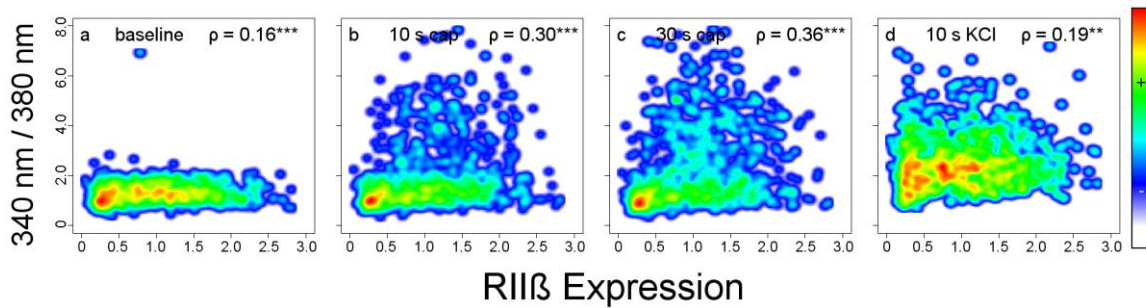 a baseline ρ = 0.16***
b 10 s cap ρ = 0.30***
c 30 s cap ρ = 0.36***
d 10 s KCl ρ = 0.19**
340 nm / 380 nm
8.0
6.0
4.0
2.0
0
0 0.5 1.0 1.5 2.0 2.5 3.0
0 0.5 1.0 1.5 2.0 2.5 3.0
0 0.5 1.0 1.5 2.0 2.5 3.0
0 0.5 1.0 1.5 2.0 2.5 3.0
+
-
RIIß Expression